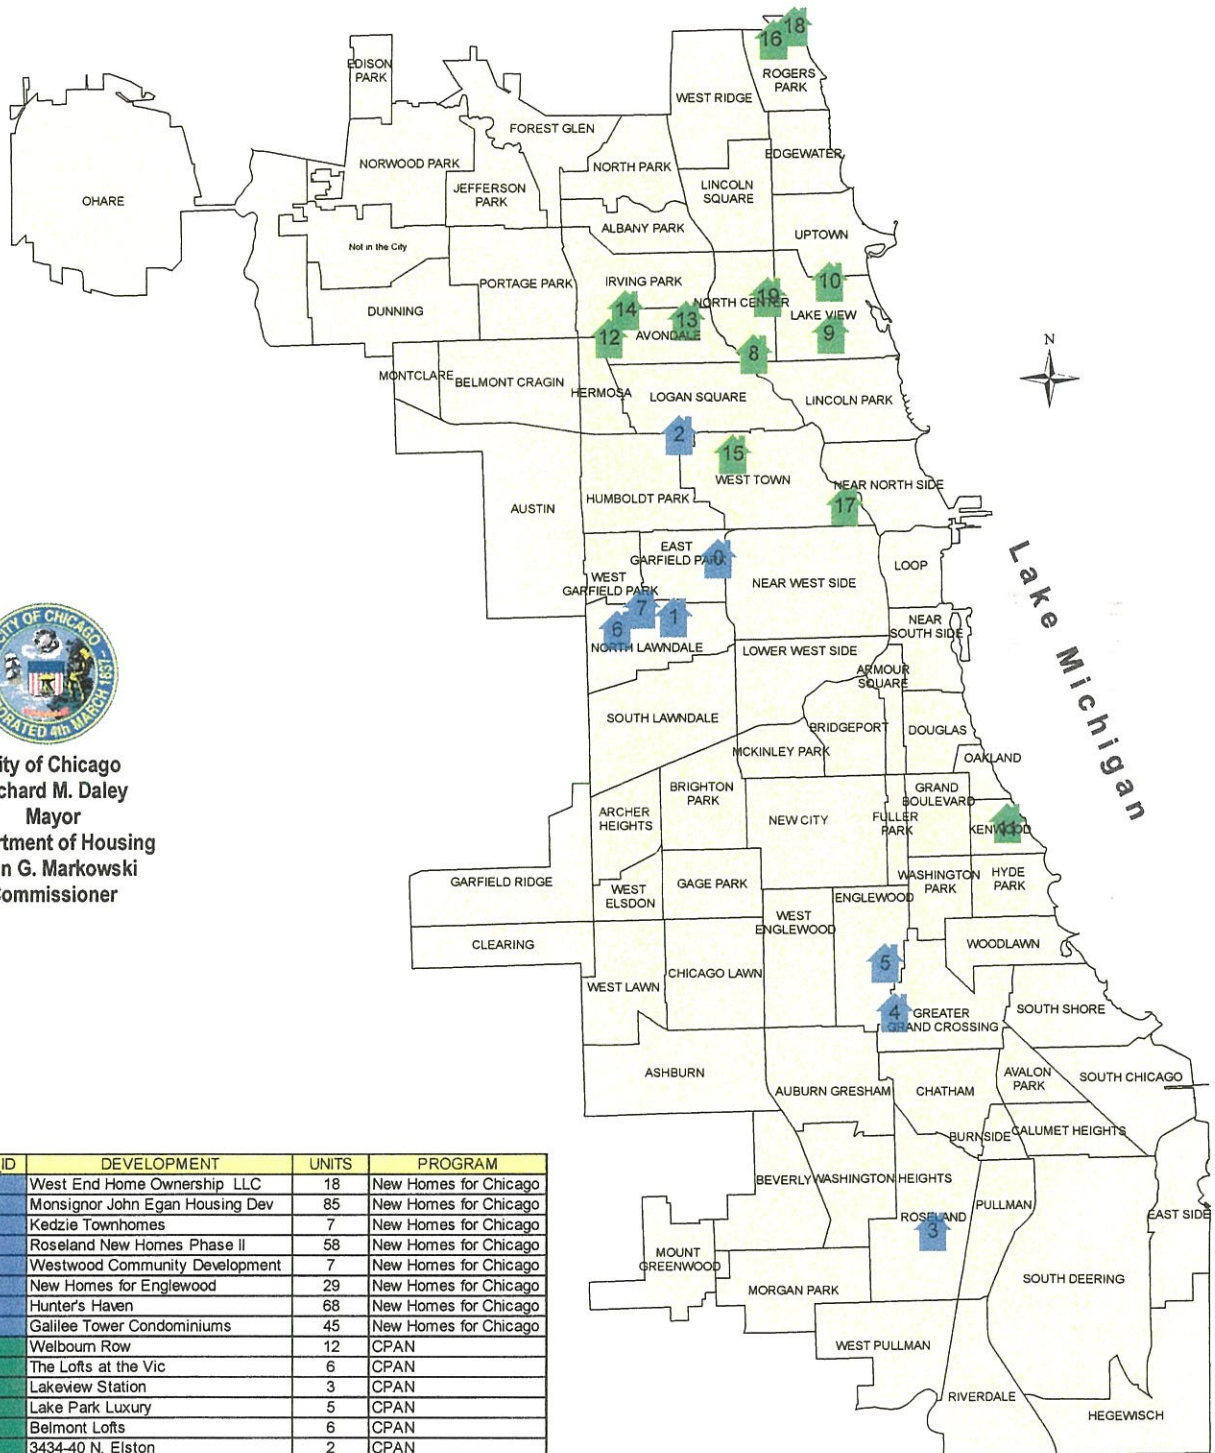 18
16
EDISON
PARK
ROGERS
PARK
WEST RIDGE
FOREST GLEN
NORWOOD PARK
NORTH PARK
EDGEWATER
JEFFERSON
PARK
LINCOLN
SQUARE
OHARE
ALBANY PARK
UPTOWN
Not in the City
PORTAGE PARK
IRVING PARK
10
19
NORTH CENTER
14
DUNNING
LAKE VIEW
13
12
AVONDALE
9
8
N
MONTCLARE
BELMONT CRAGIN
HERMOSA
LOGAN SQUARE
LINCOLN PARK
2
15
WEST TOWN
NEAR NORTH SIDE
HUMBOLDT PARK
17
AUSTIN
EAST
GARFIELD PARK
0
LOOP
WEST
GARFIELD PARK
NEAR WEST SIDE
Lake Michigan
7
1
6
NORTH LAWNDALE
NEAR
SOUTH SIDE
LOWER WEST SIDE
ARMOUR
SQUARE
SOUTH LAWNDALE
BRIDGEPORT
DOUGLAS
MCKINLEY PARK
OAKLAND
CITY OF CHICAGO
ORATED 4th MARCH 1837
ity of Chicago
chard M. Daley
Mayor
rtment of Housing
n G. Markowski
ommissioner
BRIGHTON
PARK
GRAND
BOULEVARD
ARCHER
HEIGHTS
NEW CITY
FULLER
PARK
KENWOOD
11
GARFIELD RIDGE
WEST
ELSDON
GAGE PARK
WASHINGTON
PARK
HYDE
PARK
ENGLEWOOD
WEST
ENGLEWOOD
CLEARING
WOODLAWN
5
CHICAGO LAWN
WEST LAWN
4
GREATER
GRAND CROSSING
SOUTH SHORE
ASHBURN
AVALON
PARK
SOUTH CHICAGO
AUBURN GRESHAM
CHATHAM
BURNSIDE
CALUMET HEIGHTS
BEVERLY
WASHINGTON HEIGHTS
PULLMAN
ROSELAND
EAST SIDE
3
MOUNT
GREENWOOD
SOUTH DEERING
MORGAN PARK
WEST PULLMAN
RIVERDALE
HEGEWISCH
ID DEVELOPMENT UNITS PROGRAM
West End Home Ownership LLC 18 New Homes for Chicago
Monsignor John Egan Housing Dev 85 New Homes for Chicago
Kedzie Townhomes 7 New Homes for Chicago
Roseland New Homes Phase II 58 New Homes for Chicago
Westwood Community Development 7 New Homes for Chicago
New Homes for Englewood 29 New Homes for Chicago
Hunter's Haven 68 New Homes for Chicago
Galilee Tower Condominiums 45 New Homes for Chicago
Welbourn Row 12 CPAN
The Lofts at the Vic 6 CPAN
Lakeview Station 3 CPAN
Lake Park Luxury 5 CPAN
Belmont Lofts 6 CPAN
3434-40 N. Elston 2 CPAN